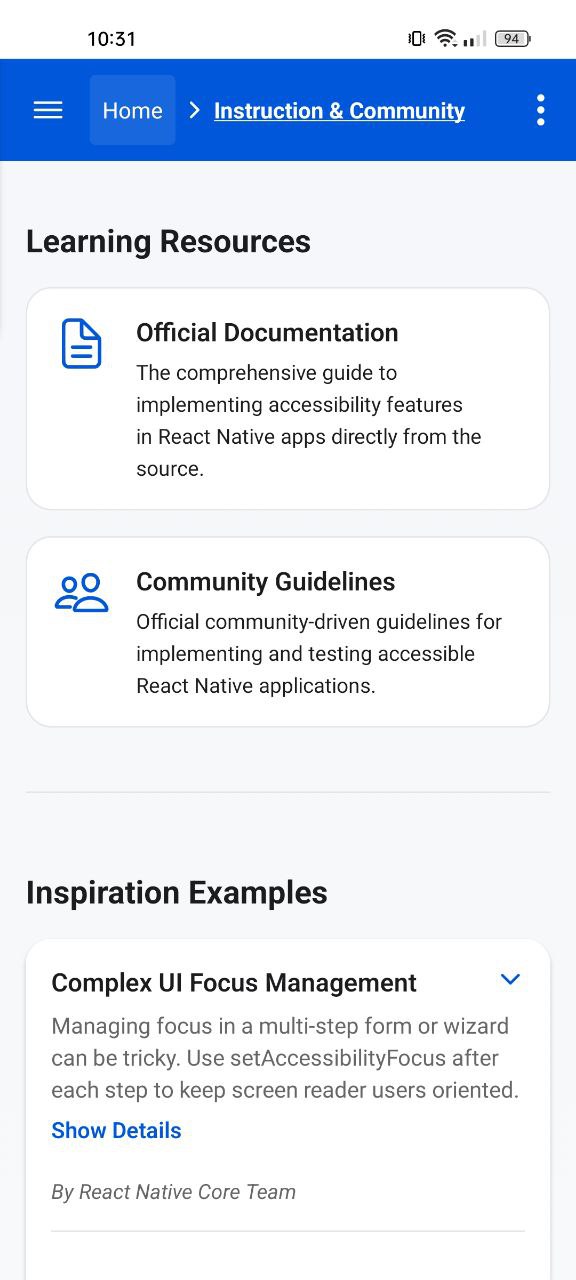 10:31
94
Home
Instruction & Community
Learning Resources
Official Documentation
The comprehensive guide to
implementing accessibility features
in React Native apps directly from the
source.
Community Guidelines
Official community-driven guidelines for
implementing and testing accessible
React Native applications.
Inspiration Examples
Complex UI Focus Management
Managing focus in a multi-step form or wizard
can be tricky. Use setAccessibilityFocus after
each step to keep screen reader users oriented.
Show Details
By React Native Core Team